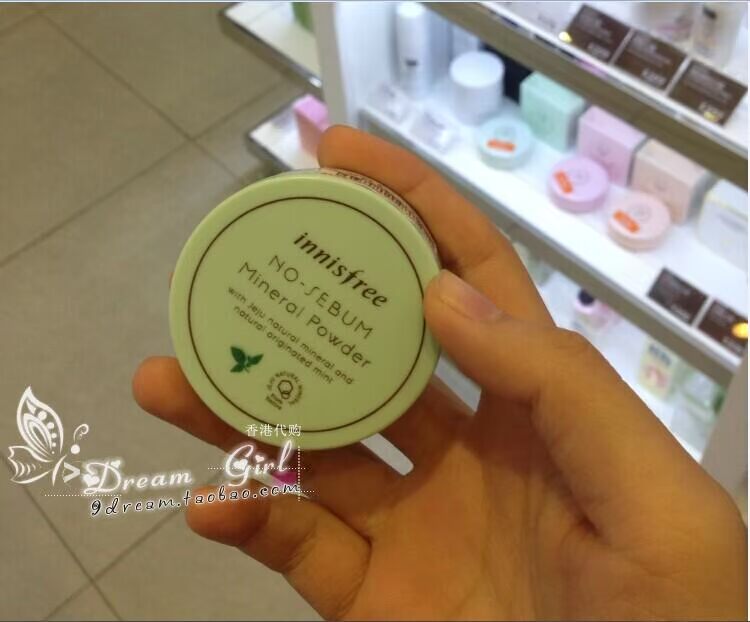 innisfree
NO-SEBUM
Mineral Powder
with Jeju natural mineral and
natural originated mint
香港代购
Dream Girl
9dream.taobao.com